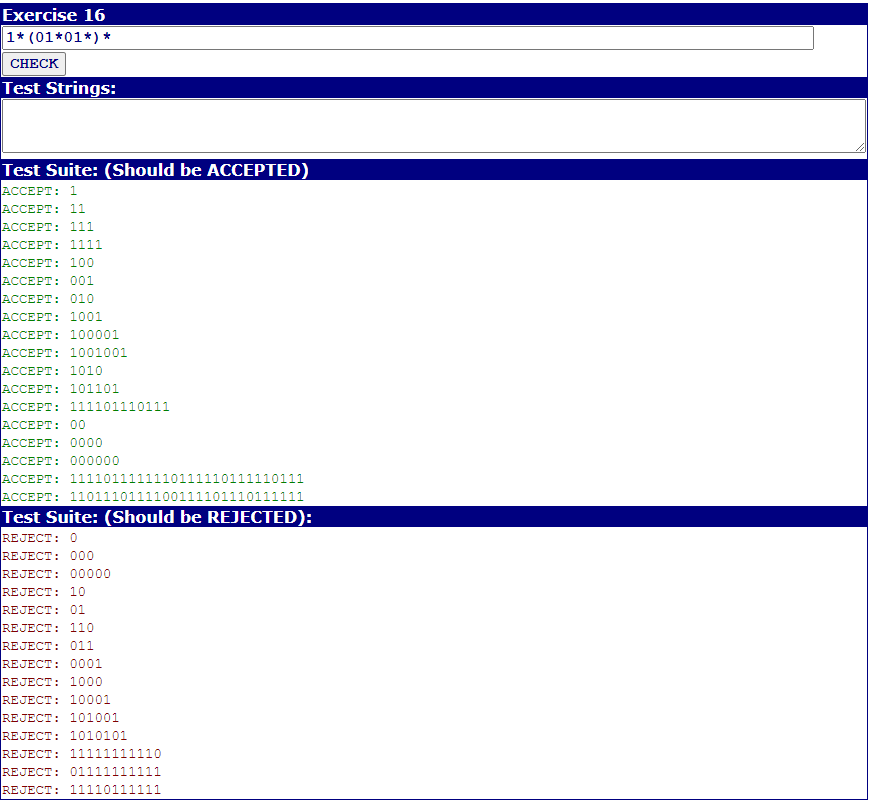 Exercise 16
1*(01*01*)*
CHECK
Test Strings:
Test Suite: (Should be ACCEPTED)
ACCEPT: 1
ACCEPT: 11
ACCEPT: 111
ACCEPT: 1111
ACCEPT: 100
ACCEPT: 001
ACCEPT: 010
ACCEPT: 1001
ACCEPT: 100001
ACCEPT: 1001001
ACCEPT: 1010
ACCEPT: 101101
ACCEPT: 111101110111
ACCEPT: 00
ACCEPT: 0000
ACCEPT: 000000
ACCEPT: 1111011111110111110111110111
ACCEPT: 1101110111100111101110111111
Test Suite: (Should be REJECTED):
REJECT: 0
REJECT: 000
REJECT: 00000
REJECT: 10
REJECT: 01
REJECT: 110
REJECT: 011
REJECT: 0001
REJECT: 1000
REJECT: 10001
REJECT: 101001
REJECT: 1010101
REJECT: 11111111110
REJECT: 01111111111
REJECT: 11110111111